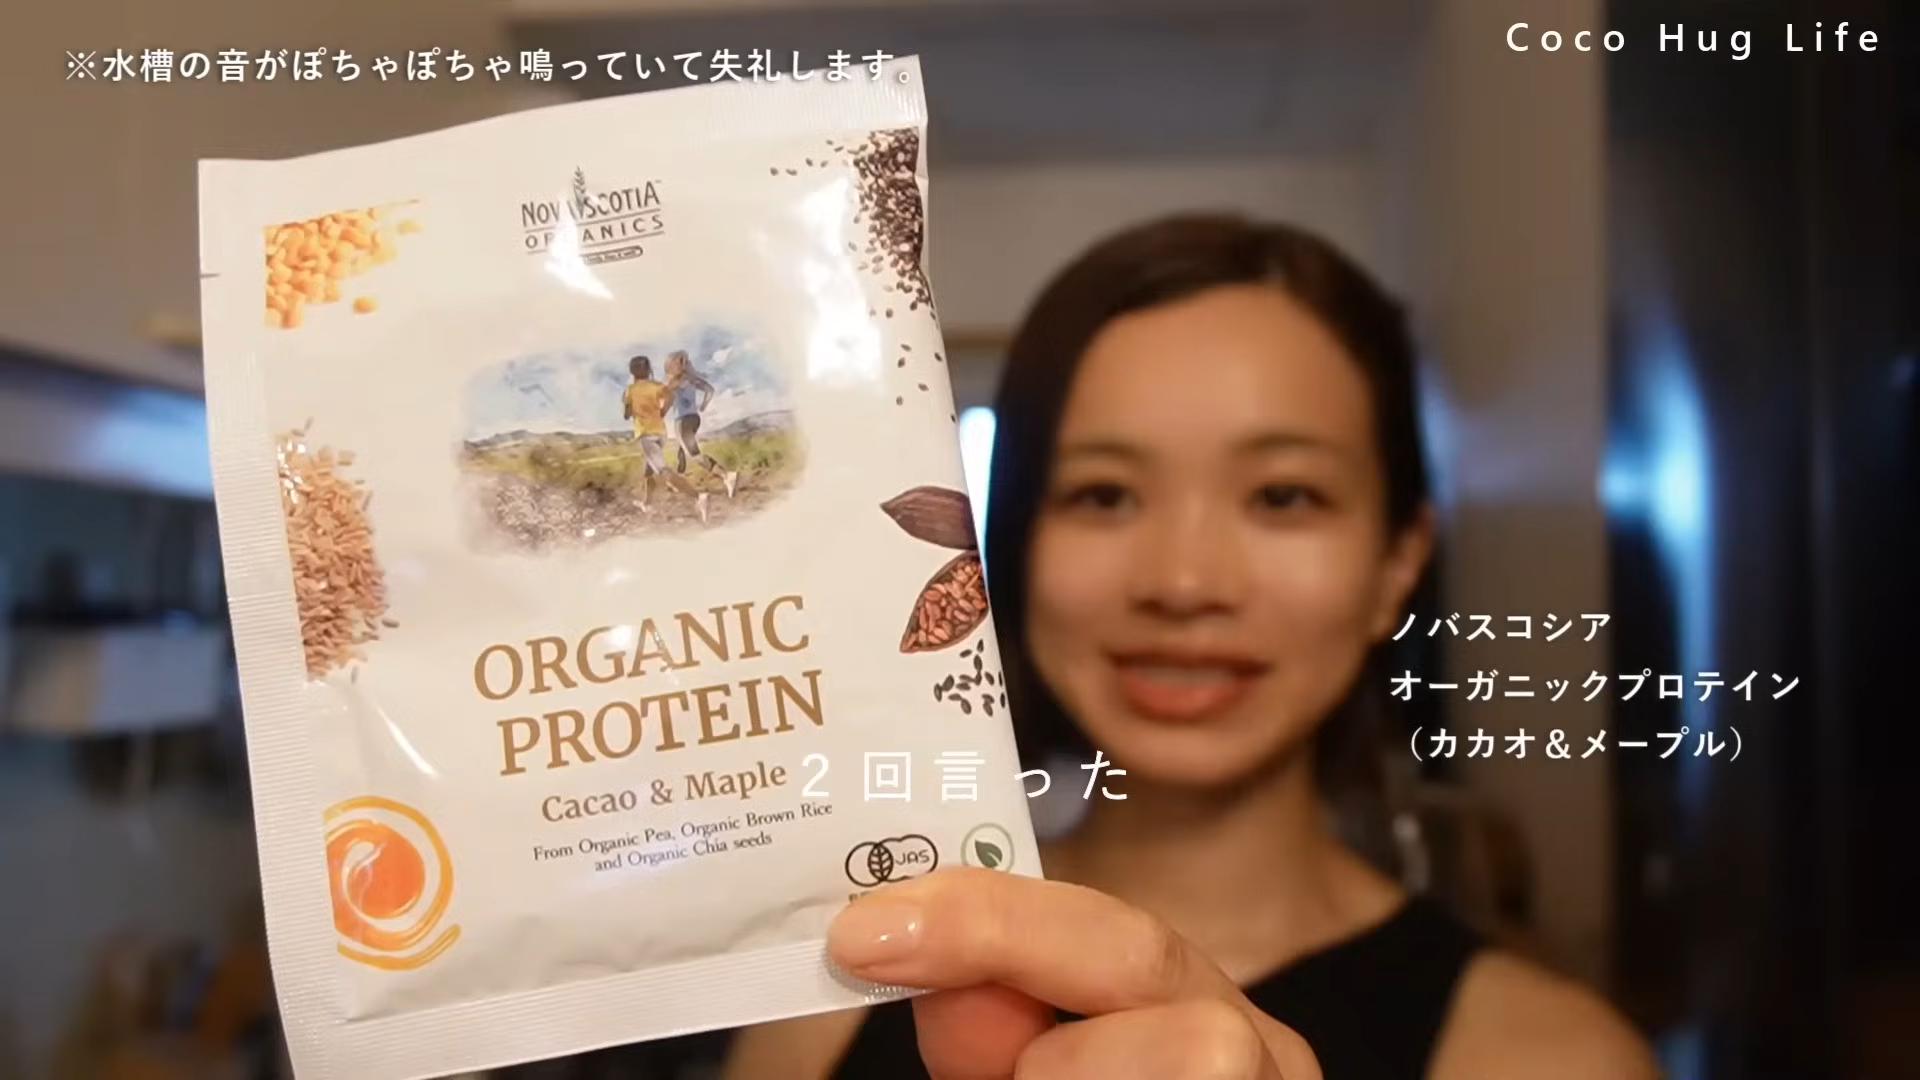 Coco Hug Life
※水槽の音がぽちゃぽちゃ鳴っていて失礼します。
NOVA SCOTIA
ORGANICS
ORGANIC
PROTEIN
Cacao & Maple
From Organic Pea, Organic Brown Rice
and Organic Chia seeds
JAS
ノバスコシア
オーガニックプロテイン
（カカオ＆メープル）
2回言った